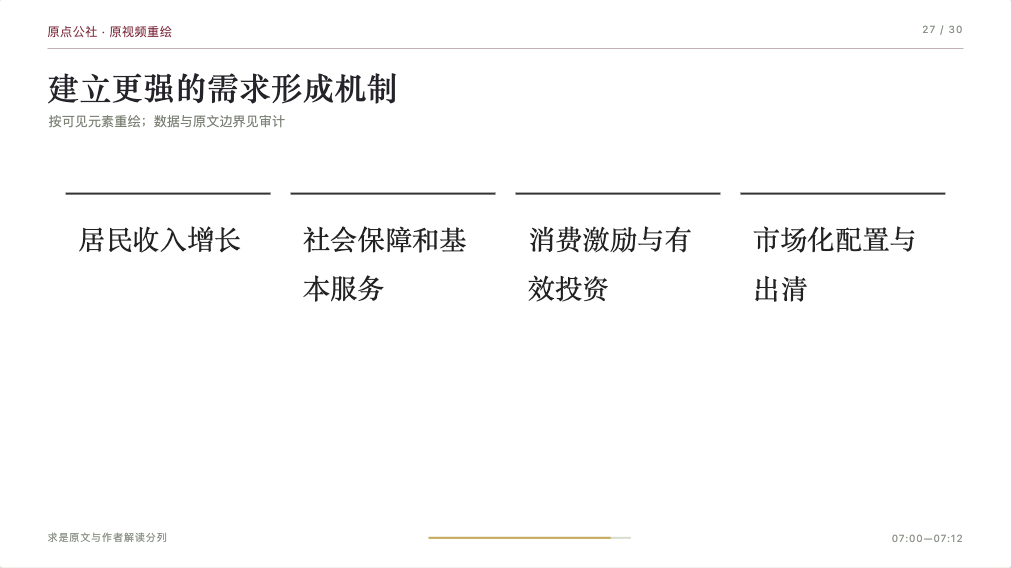 原点公社 · 原视频重绘
27 / 30
建立更强的需求形成机制
按可见元素重绘；数据与原文边界见审计
居民收入增长
社会保障和基
本服务
消费激励与有
效投资
市场化配置与
出清
求是原文与作者解读分列
07:00—07:12